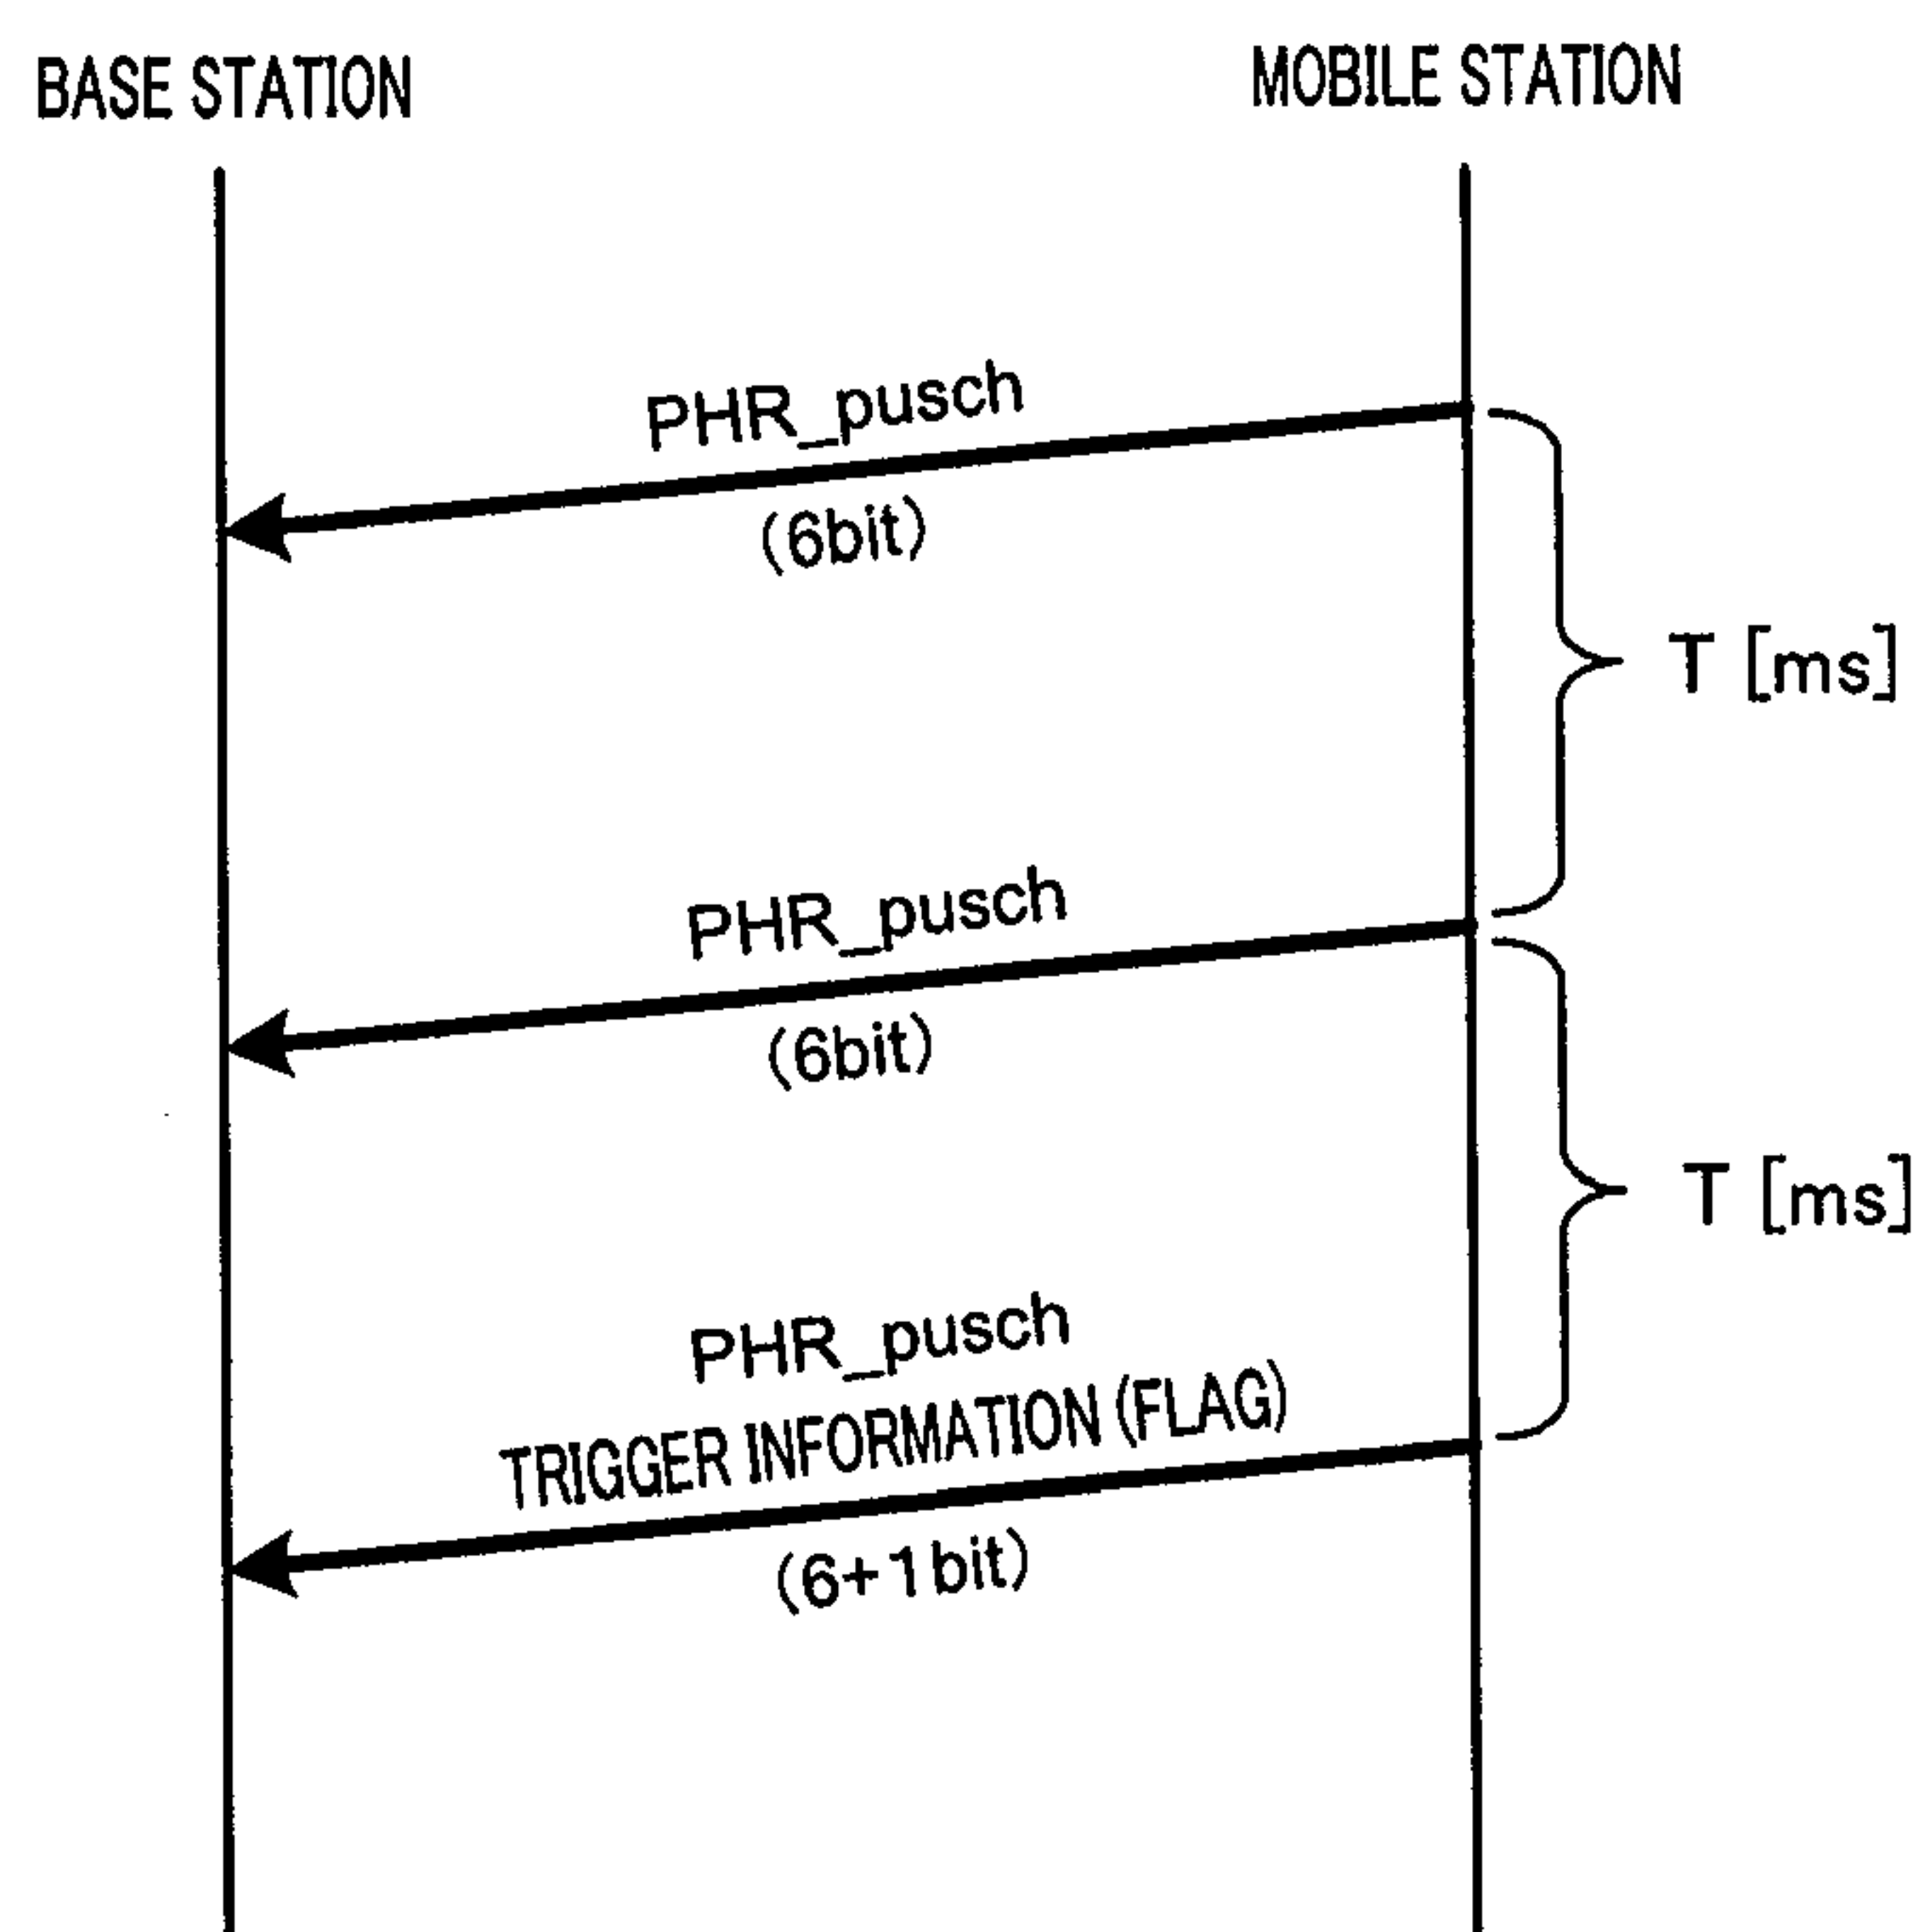 BASE STATION
MOBILE STATION
PHR_pusch
(6bit)
T [ms]
PHR_pusch
(6bit)
T [ms]
PHR_pusch
TRIGGER INFORMATION (FLAG)
(6+1bit)